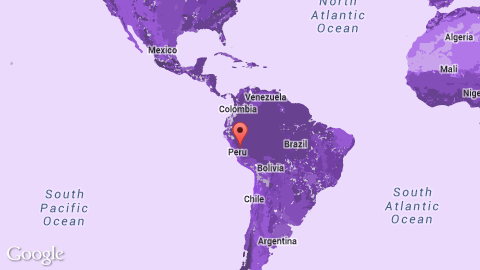 North
Atlantic
Ocean
Algeria
Mexico
Mali
Venezuela
Colombia
Peru
Brazil
Bolivia
South
Pacific
Ocean
South
Atlantic
Ocean
Chile
Argentina
Google